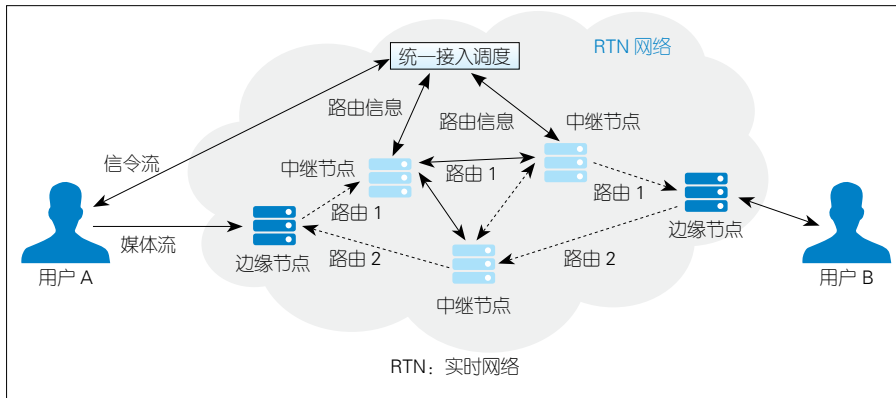 RTN 网络
统一接入调度
路由信息
路由信息
中继节点
信令流
中继节点
路由 1
路由 1
路由 1
媒体流
边缘节点
路由 2
路由 2
边缘节点
用户 A
中继节点
用户 B
RTN：实时网络